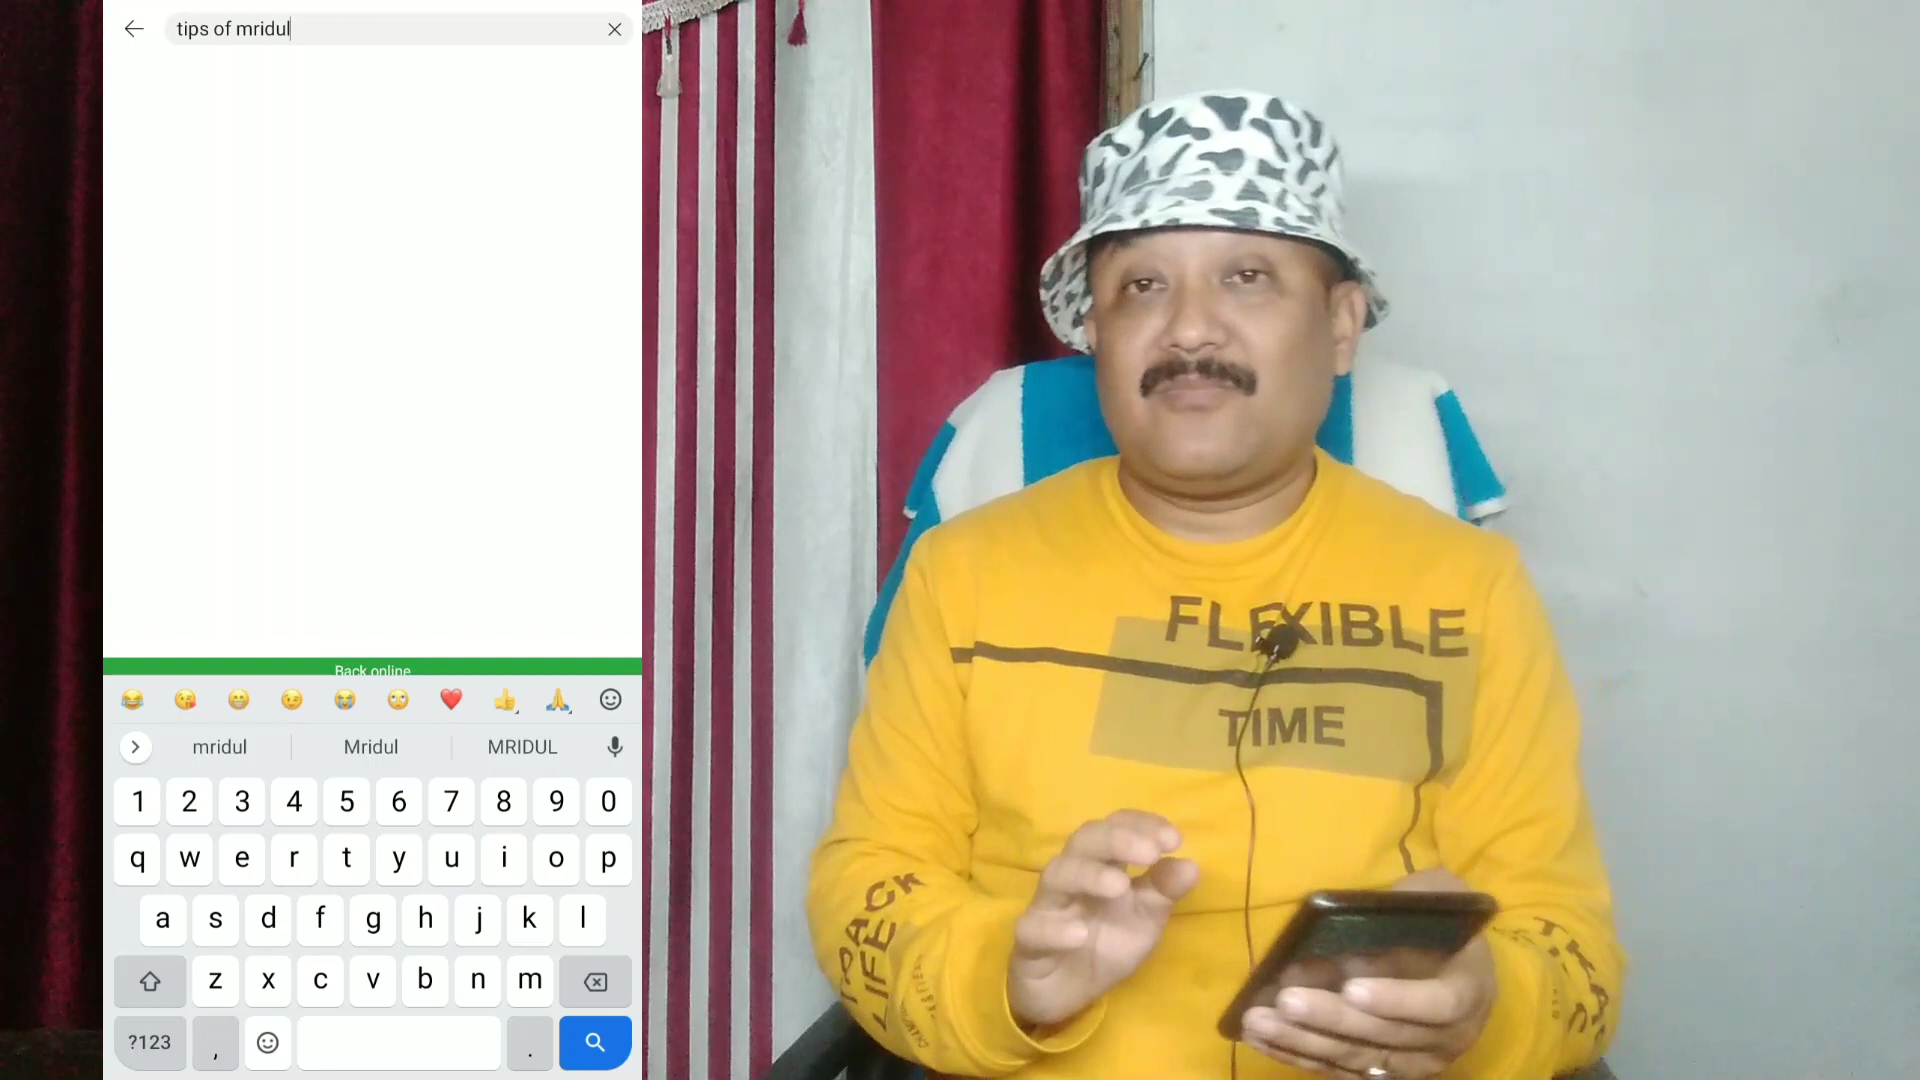 tips of mridul
Back online
mridul Mridul MRIDUL
1 2 3 4 5 6 7 8 9 0
q w e r t y u i o p
a s d f g h j k l
z x c v b n m
?123 , .
FLEXIBLE
TIME
LIFE